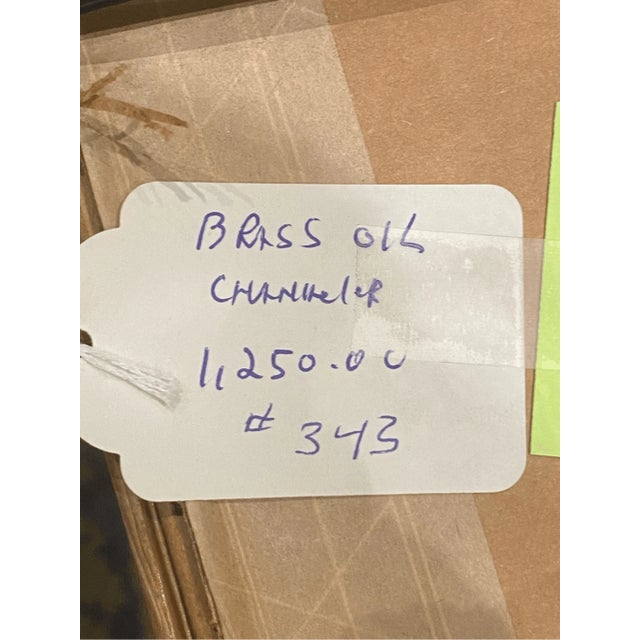 BRASS OIL
CHANDELER
1,250.00
# 343